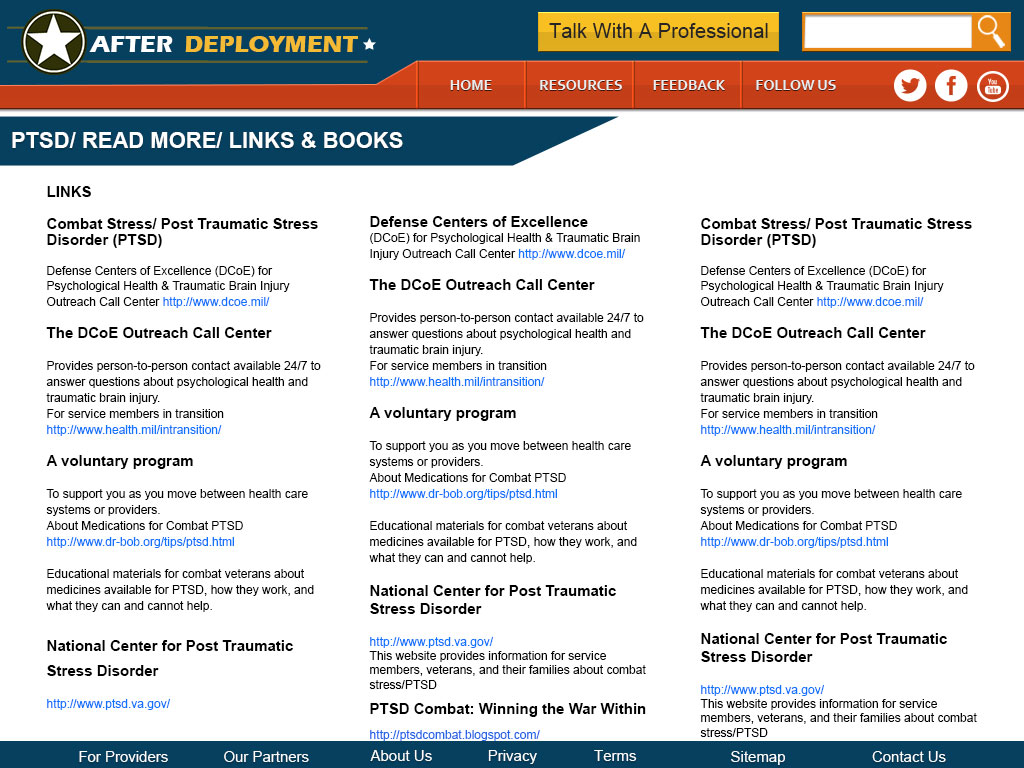 AFTER DEPLOYMENT
Talk With A Professional
HOME
RESOURCES
FEEDBACK
FOLLOW US
You
Tube
PTSD/ READ MORE/ LINKS & BOOKS
LINKS
Combat Stress/ Post Traumatic Stress
Disorder (PTSD)
Defense Centers of Excellence (DCoE) for
Psychological Health & Traumatic Brain Injury
Outreach Call Center http://www.dcoe.mil/
The DCoE Outreach Call Center
Provides person-to-person contact available 24/7 to
answer questions about psychological health and
traumatic brain injury.
For service members in transition
http://www.health.mil/intransition/
A voluntary program
To support you as you move between health care
systems or providers.
About Medications for Combat PTSD
http://www.dr-bob.org/tips/ptsd.html
Educational materials for combat veterans about
medicines available for PTSD, how they work, and
what they can and cannot help.
National Center for Post Traumatic
Stress Disorder
http://www.ptsd.va.gov/
Defense Centers of Excellence
(DCoE) for Psychological Health & Traumatic Brain
Injury Outreach Call Center http://www.dcoe.mil/
The DCoE Outreach Call Center
Provides person-to-person contact available 24/7 to
answer questions about psychological health and
traumatic brain injury.
For service members in transition
http://www.health.mil/intransition/
A voluntary program
To support you as you move between health care
systems or providers.
About Medications for Combat PTSD
http://www.dr-bob.org/tips/ptsd.html
Educational materials for combat veterans about
medicines available for PTSD, how they work, and
what they can and cannot help.
National Center for Post Traumatic
Stress Disorder
http://www.ptsd.va.gov/
This website provides information for service
members, veterans, and their families about combat
stress/PTSD
PTSD Combat: Winning the War Within
http://ptsdcombat.blogspot.com/
Combat Stress/ Post Traumatic Stress
Disorder (PTSD)
Defense Centers of Excellence (DCoE) for
Psychological Health & Traumatic Brain Injury
Outreach Call Center http://www.dcoe.mil/
The DCoE Outreach Call Center
Provides person-to-person contact available 24/7 to
answer questions about psychological health and
traumatic brain injury.
For service members in transition
http://www.health.mil/intransition/
A voluntary program
To support you as you move between health care
systems or providers.
About Medications for Combat PTSD
http://www.dr-bob.org/tips/ptsd.html
Educational materials for combat veterans about
medicines available for PTSD, how they work, and
what they can and cannot help.
National Center for Post Traumatic
Stress Disorder
http://www.ptsd.va.gov/
This website provides information for service
members, veterans, and their families about combat
stress/PTSD
For Providers
Our Partners
About Us
Privacy
Terms
Sitemap
Contact Us